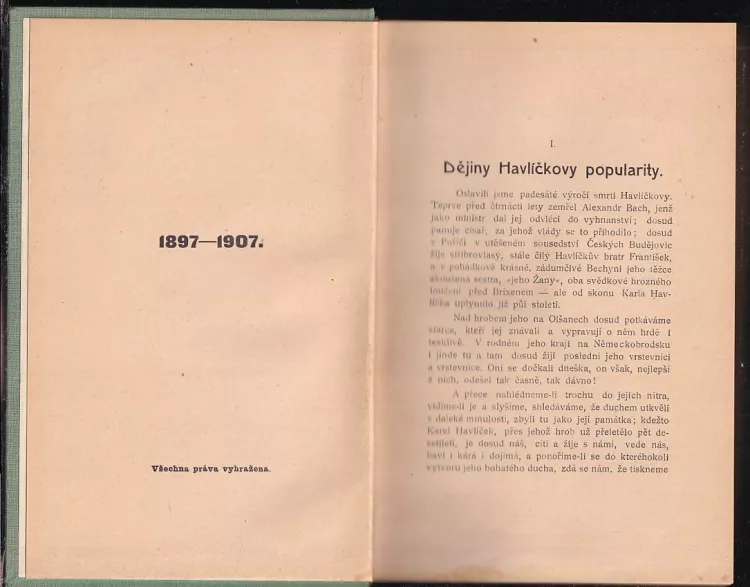 1897—1907.
Všechna práva vyhražena.
I.
Dějiny Havlíčkovy popularity.
Oslavili jsme padesáté výročí smrti Havlíčkovy.
Teprve před čtrnácti lety zemřel Alexandr Bach, jenž
jako ministr dal jej odvléci do vyhnanství; dosud
panuje císař, za jehož vlády se to přihodilo; dosud
v Poříčí v utěšeném sousedství Českých Budějovic
žije stříbrovlasý, stále čilý Havlíčkův bratr František,
a v pohádkově krásné, zádumčivé Bechyni jeho těžce
zkoušená sestra, »jeho Žany«, oba svědkové hrozného
loučení před Brixenem — ale od skonu Karla Hav-
líčka uplynulo již půl století.
Nad hrobem jeho na Olšanech dosud potkáváme
starce, kteří jej znávali a vypravují o něm hrdě i
tesklivě. V rodném jeho kraji na Německobrodsku
i jinde tu a tam dosud žijí poslední jeho vrstevníci
a vrstevnice. Oni se dočkali dneška, on však, nejlepší
z nich, odešel tak časně, tak dávno!
A přece nahlédneme-li trochu do jejich nitra,
vidíme-li je a slyšíme, shledáváme, že duchem utkvěli
v daleké minulosti, zbyli tu jako její památka; kdežto
Karel Havlíček, přes jehož hrob už přeletělo pět de-
setiletí, je dosud náš, cítí a žije s námi, vede nás,
baví i kárá i dojímá, a ponoříme-li se do kteréhokoli
výtvoru jeho bohatého ducha, zdá se nám, že tiskneme